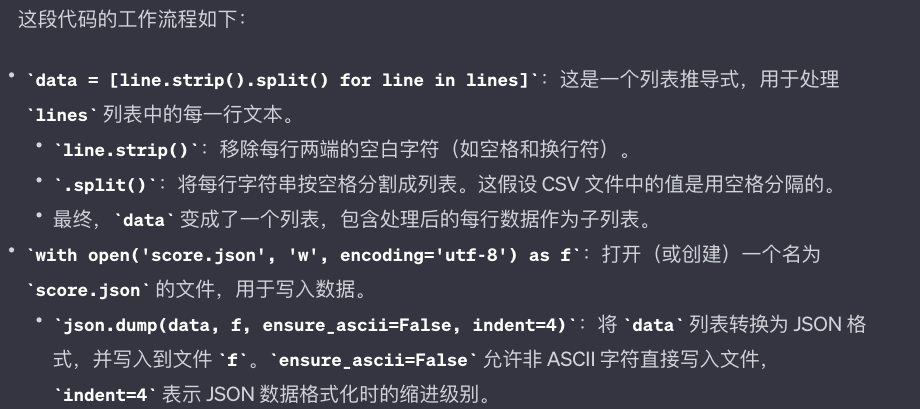 这段代码的工作流程如下：
• `data = [line.strip().split() for line in lines]`：这是一个列表推导式，用于处理
`lines` 列表中的每一行文本。
• `line.strip()`：移除每行两端的空白字符（如空格和换行符）。
• `.split()`：将每行字符串按空格分割成列表。这假设 CSV 文件中的值是用空格分隔的。
• 最终，`data` 变成了一个列表，包含处理后的每行数据作为子列表。
• `with open('score.json', 'w', encoding='utf-8') as f`：打开（或创建）一个名为
`score.json` 的文件，用于写入数据。
• `json.dump(data, f, ensure_ascii=False, indent=4)`：将 `data` 列表转换为 JSON 格
式，并写入到文件 `f`。`ensure_ascii=False` 允许非 ASCII 字符直接写入文件，
`indent=4` 表示 JSON 数据格式化时的缩进级别。